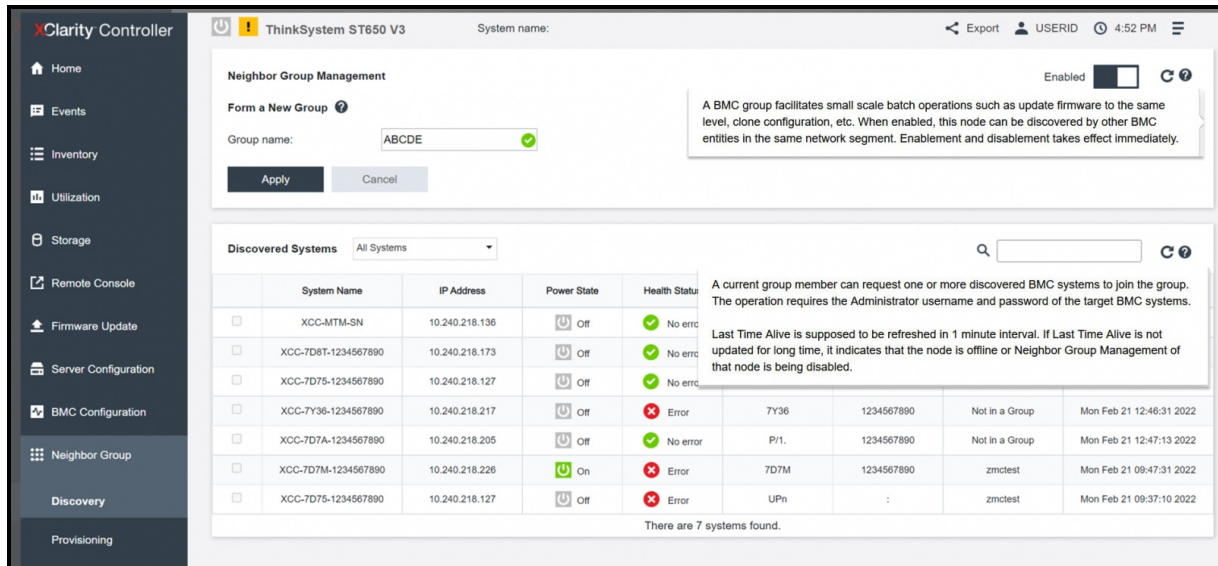 XClarity Controller
ThinkSystem ST650 V3
System name:
Export
USERID
4:52 PM
Home
Events
Inventory
Utilization
Storage
Remote Console
Firmware Update
Server Configuration
BMC Configuration
Neighbor Group
Discovery
Provisioning
Neighbor Group Management
Enabled
Form a New Group
Group name: ABCDE
Apply Cancel
A BMC group facilitates small scale batch operations such as update firmware to the same
level, clone configuration, etc. When enabled, this node can be discovered by other BMC
entities in the same network segment. Enablement and disablement takes effect immediately.
Discovered Systems All Systems
A current group member can request one or more discovered BMC systems to join the group.
The operation requires the Administrator username and password of the target BMC systems.
Last Time Alive is supposed to be refreshed in 1 minute interval. If Last Time Alive is not
updated for long time, it indicates that the node is offline or Neighbor Group Management of
that node is being disabled.
System Name IP Address Power State Health Status
XCC-MTM-SN 10.240.218.136 Off No erro
XCC-7D8T-1234567890 10.240.218.173 Off No erro
XCC-7D75-1234567890 10.240.218.127 Off No erro
XCC-7Y36-1234567890 10.240.218.217 Off Error 7Y36 1234567890 Not in a Group Mon Feb 21 12:46:31 2022
XCC-7D7A-1234567890 10.240.218.205 Off No error P/1. 1234567890 Not in a Group Mon Feb 21 12:47:13 2022
XCC-7D7M-1234567890 10.240.218.226 On Error 7D7M 1234567890 zmctest Mon Feb 21 09:47:31 2022
XCC-7D75-1234567890 10.240.218.127 Off Error UPn : zmctest Mon Feb 21 09:37:10 2022
There are 7 systems found.